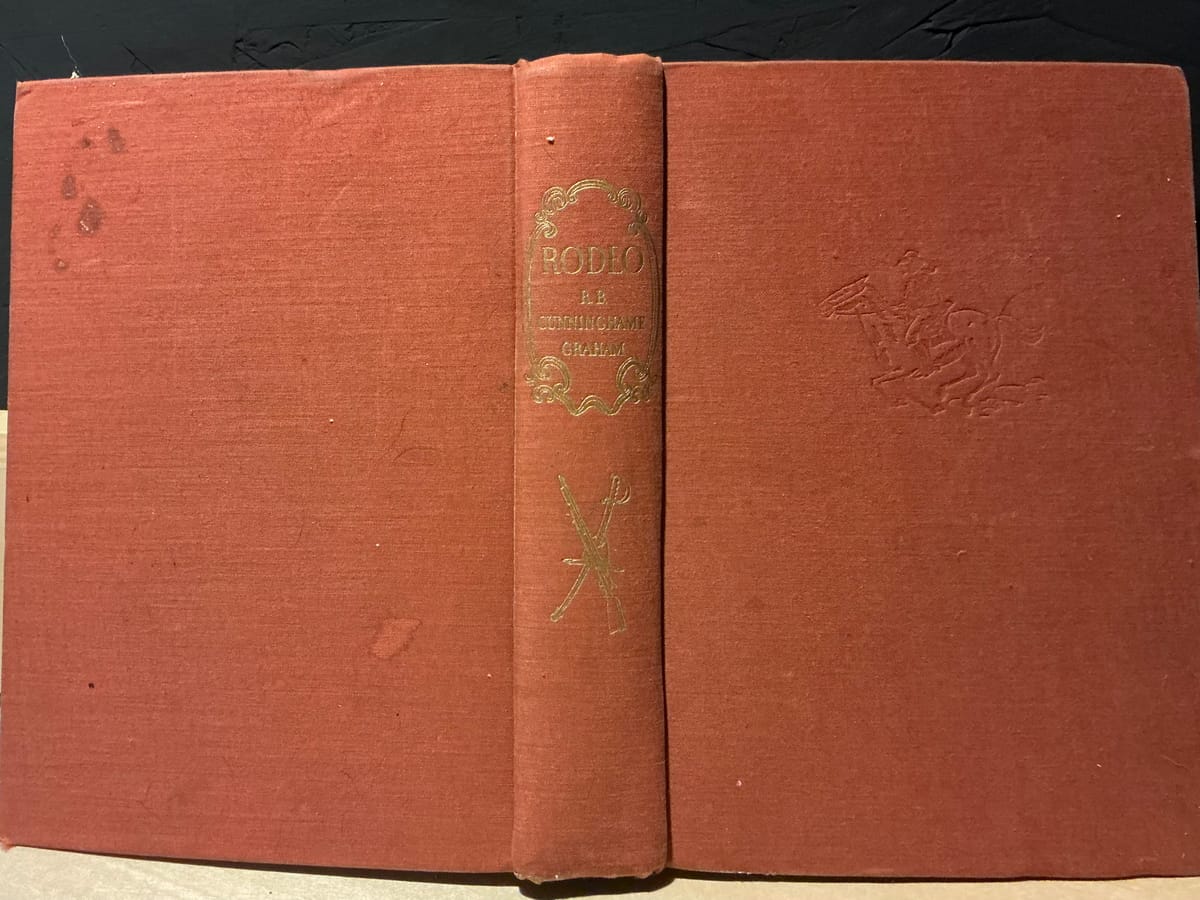 RODEO
R. B.
CUNNINGHAME
GRAHAM